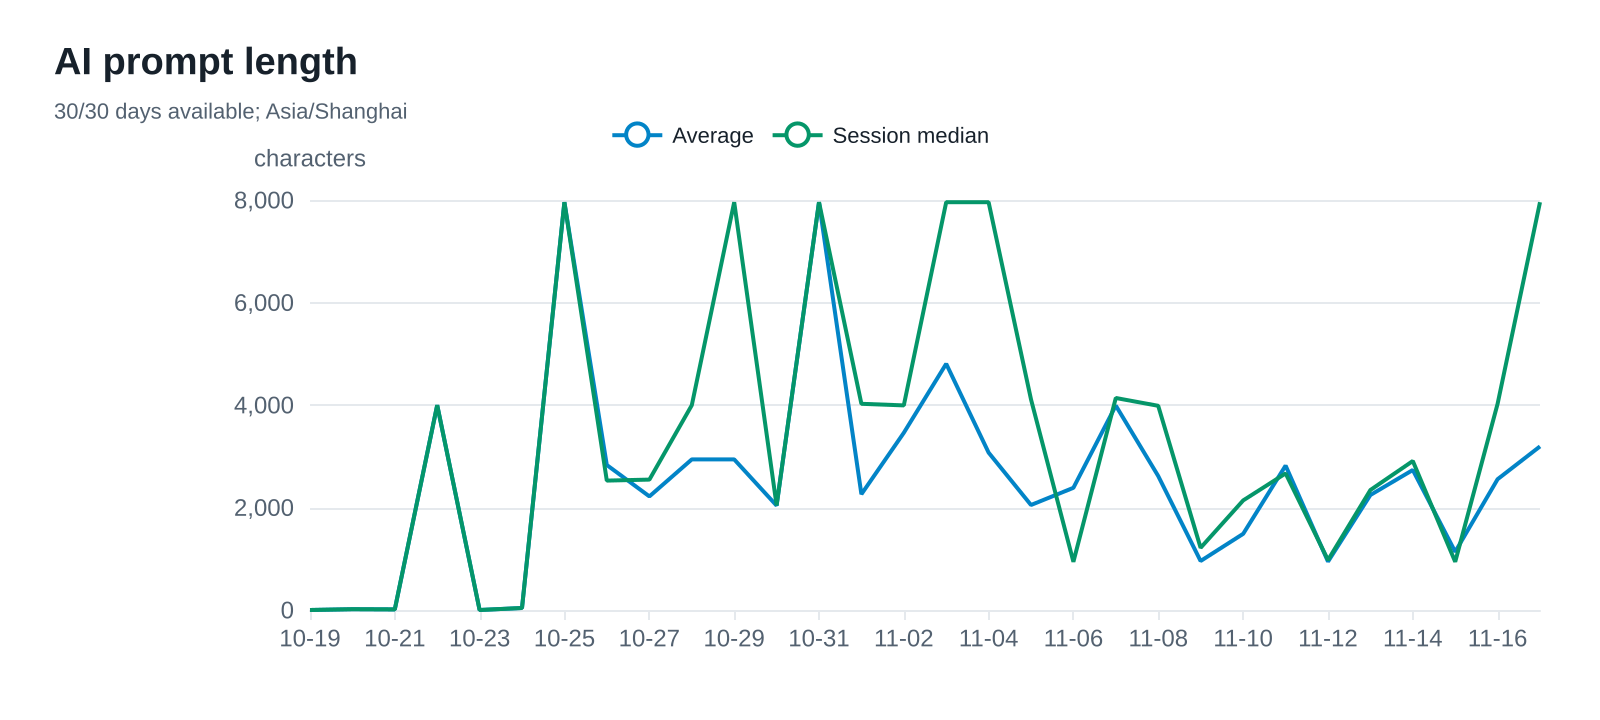 AI prompt length
30/30 days available; Asia/Shanghai
Average Session median
characters
8,000
6,000
4,000
2,000
0
10-19 10-21 10-23 10-25 10-27 10-29 10-31 11-02 11-04 11-06 11-08 11-10 11-12 11-14 11-16